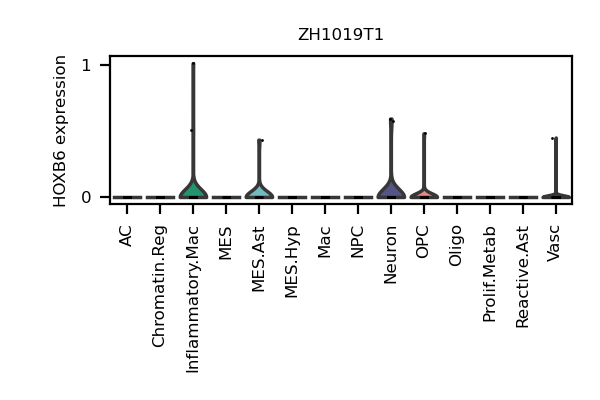 ZH1019T1
HOXB6 expression
1
0
AC
Chromatin.Reg
Inflammatory.Mac
MES
MES.Ast
MES.Hyp
Mac
NPC
Neuron
OPC
Oligo
Prolif.Metab
Reactive.Ast
Vasc